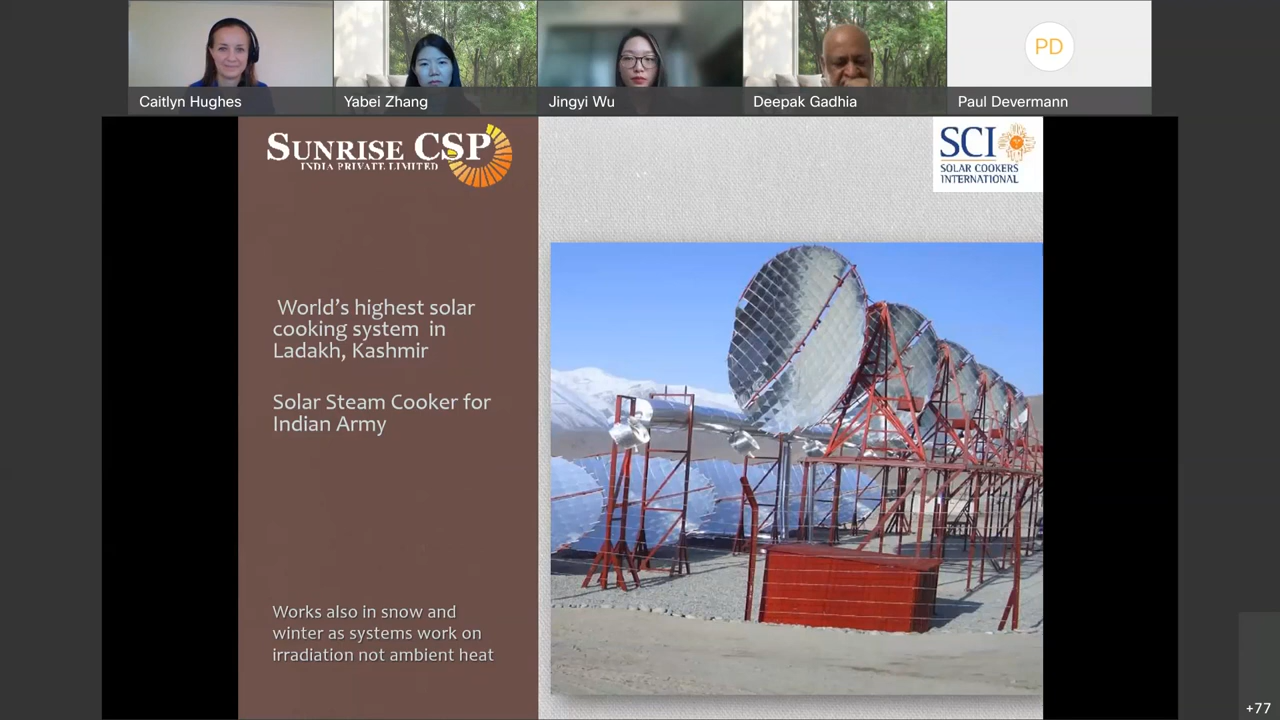 PD
Caitlyn Hughes
Yabei Zhang
Jingyi Wu
Deepak Gadhia
Paul Devermann
SUNRISE CSP
INDIA PRIVATE LIMITED
SCI
SOLAR COOKERS
INTERNATIONAL
World's highest solar
cooking system in
Ladakh, Kashmir
Solar Steam Cooker for
Indian Army
Works also in snow and
winter as systems work on
irradiation not ambient heat
+77